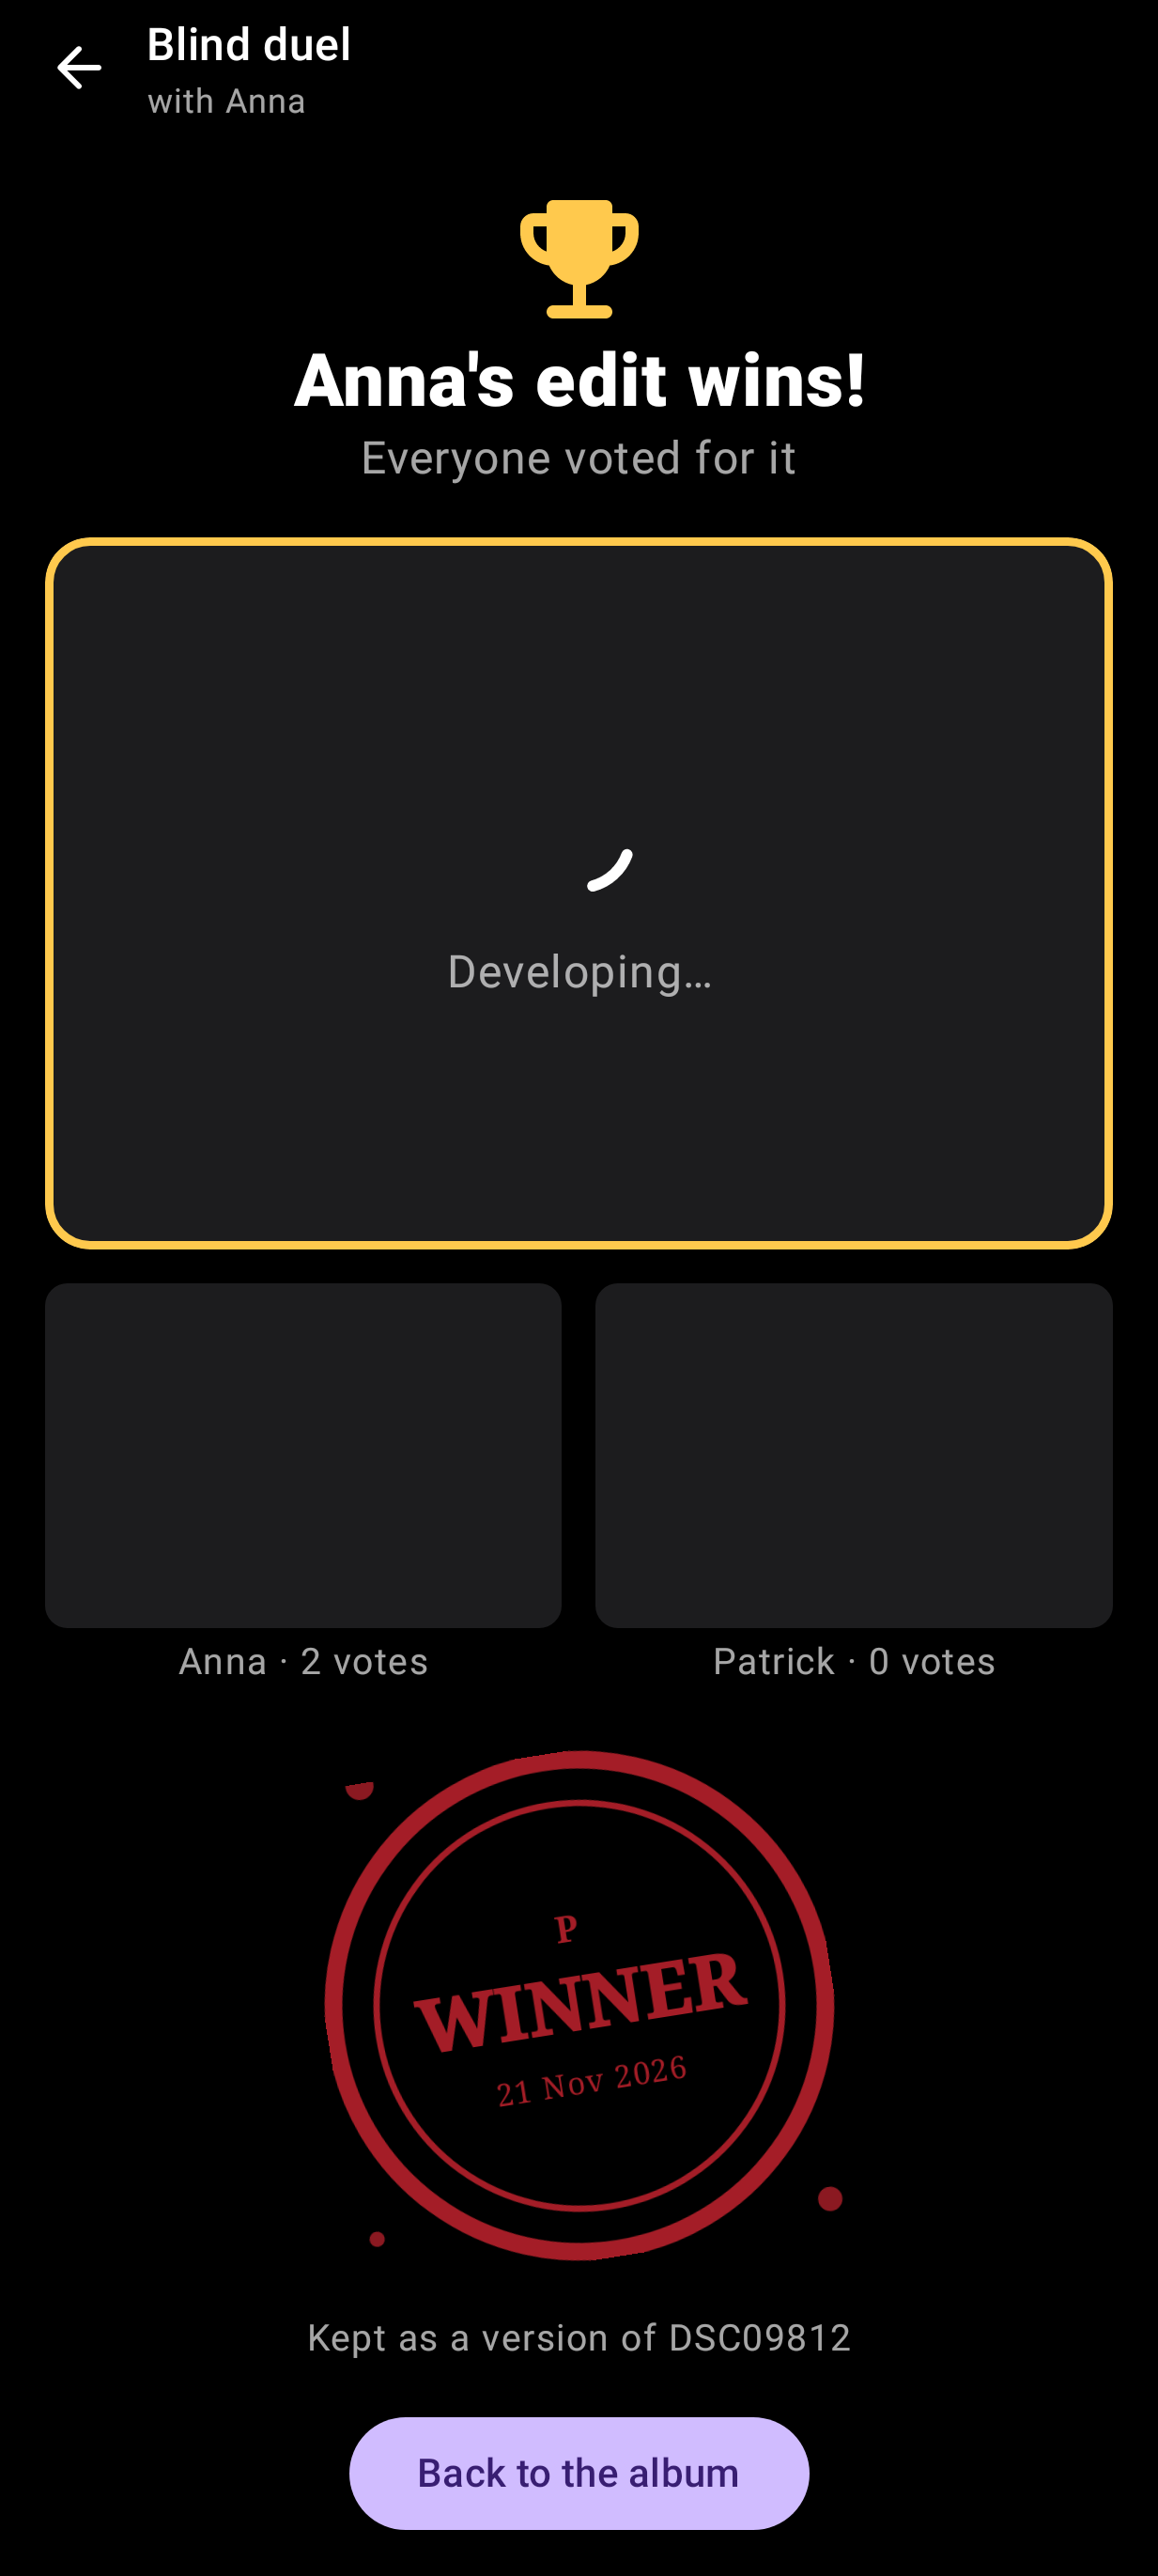 Blind duel
with Anna
Anna's edit wins!
Everyone voted for it
Developing…
Anna · 2 votes
Patrick · 0 votes
P
WINNER
21 Nov 2026
Kept as a version of DSC09812
Back to the album